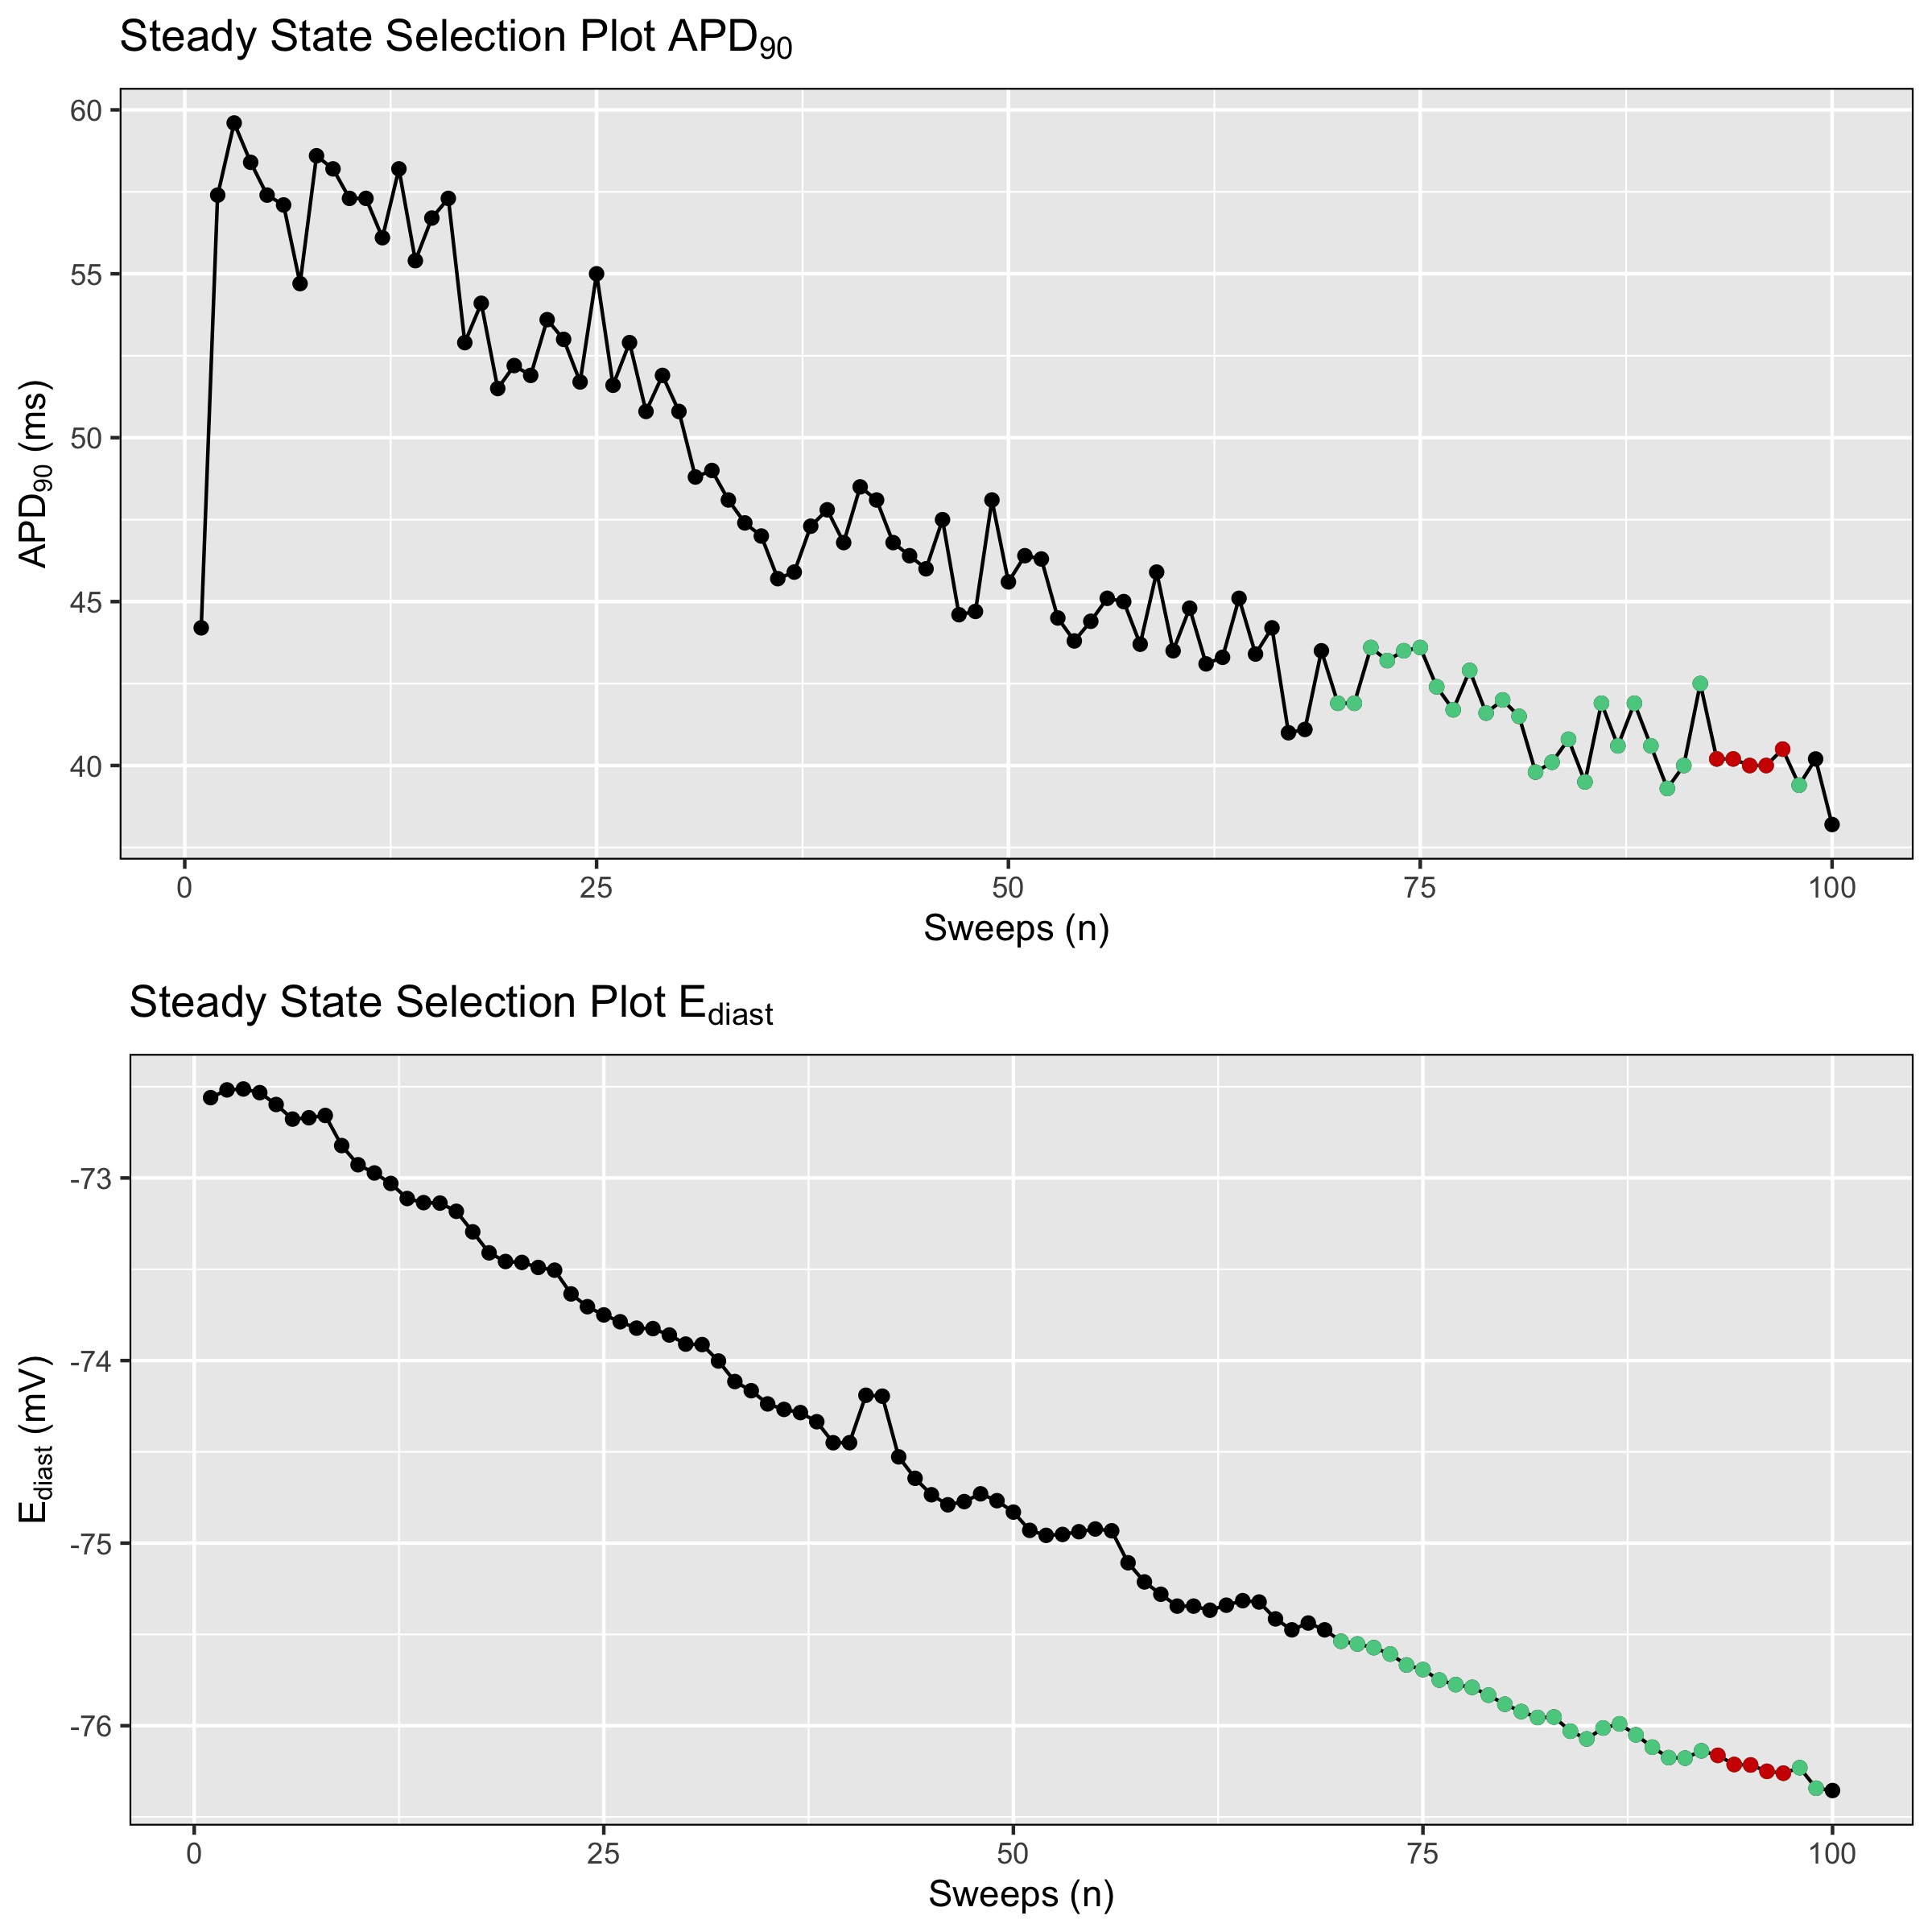 Steady State Selection Plot APD90
60
55
50
45
40
APD90 (ms)
0 25 50 75 100
Sweeps (n)
Steady State Selection Plot Ediast
-73
-74
-75
-76
Ediast (mV)
0 25 50 75 100
Sweeps (n)